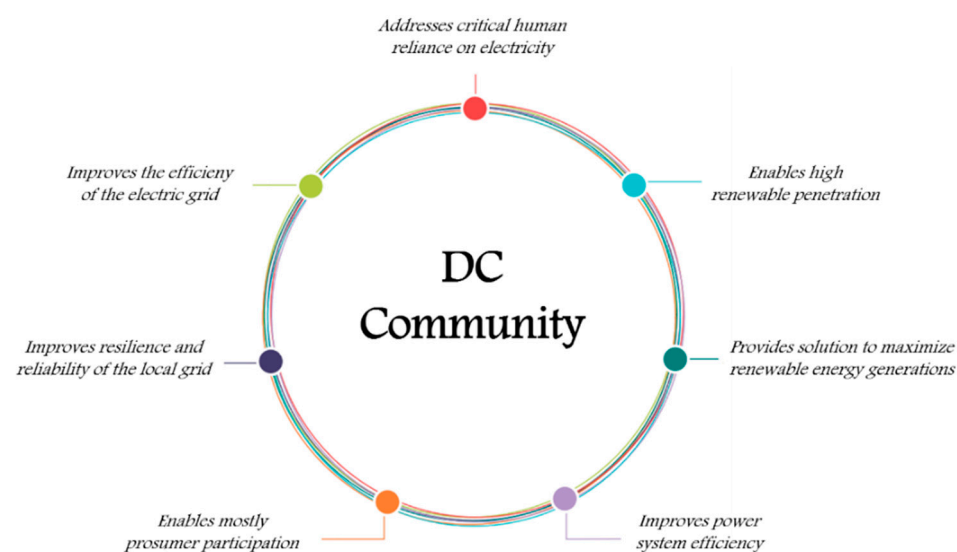 Addresses critical human
reliance on electricity
Improves the efficieny
of the electric grid
Enables high
renewable penetration
DC
Community
Improves resilience and
reliability of the local grid
Provides solution to maximize
renewable energy generations
Enables mostly
prosumer participation
Improves power
system efficiency